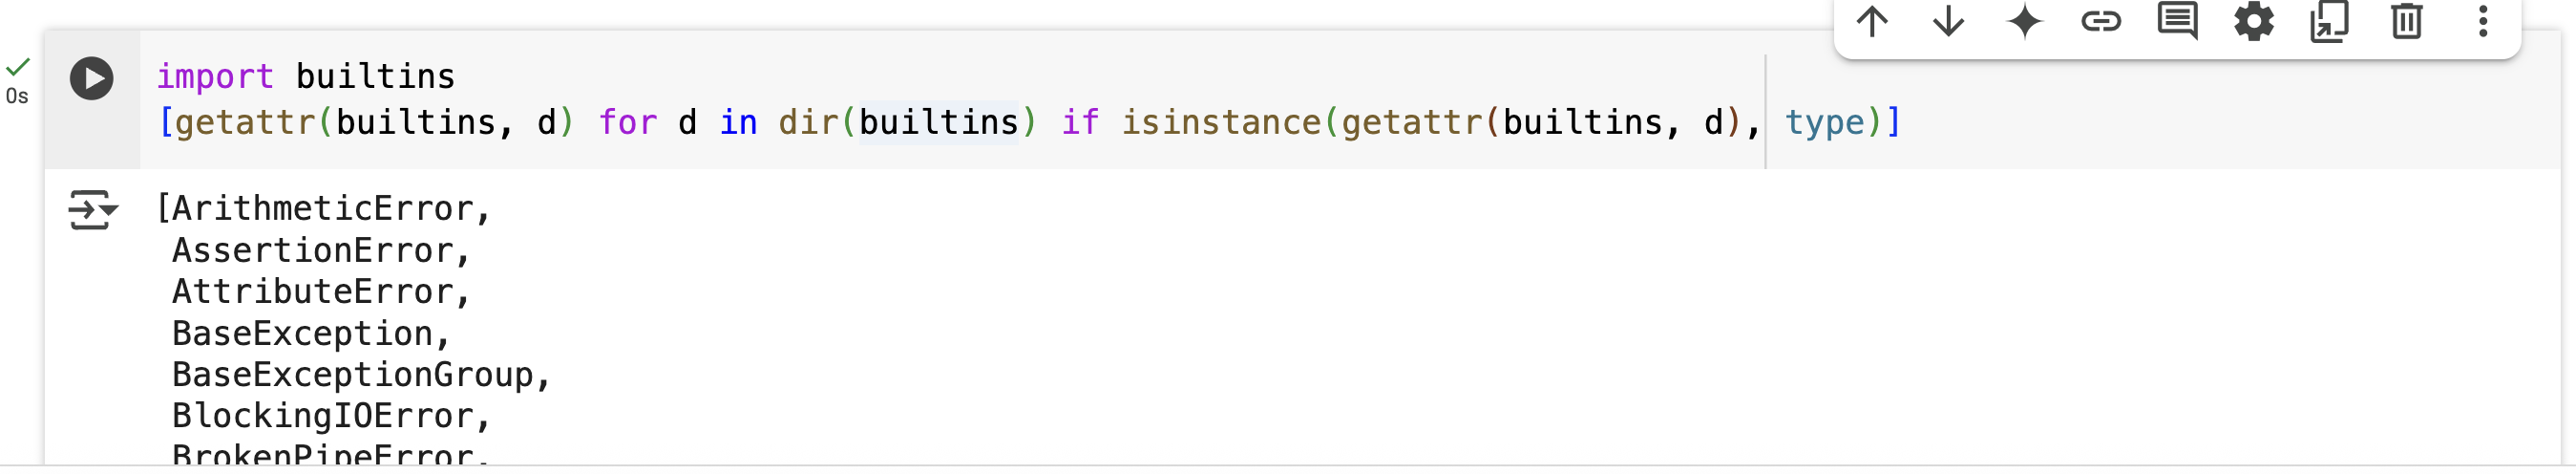 import builtins
0s
[getattr(builtins, d) for d in dir(builtins) if isinstance(getattr(builtins, d), type)]
[ArithmeticError,
AssertionError,
AttributeError,
BaseException,
BaseExceptionGroup,
BlockingIOError,
BrokenPipeError,